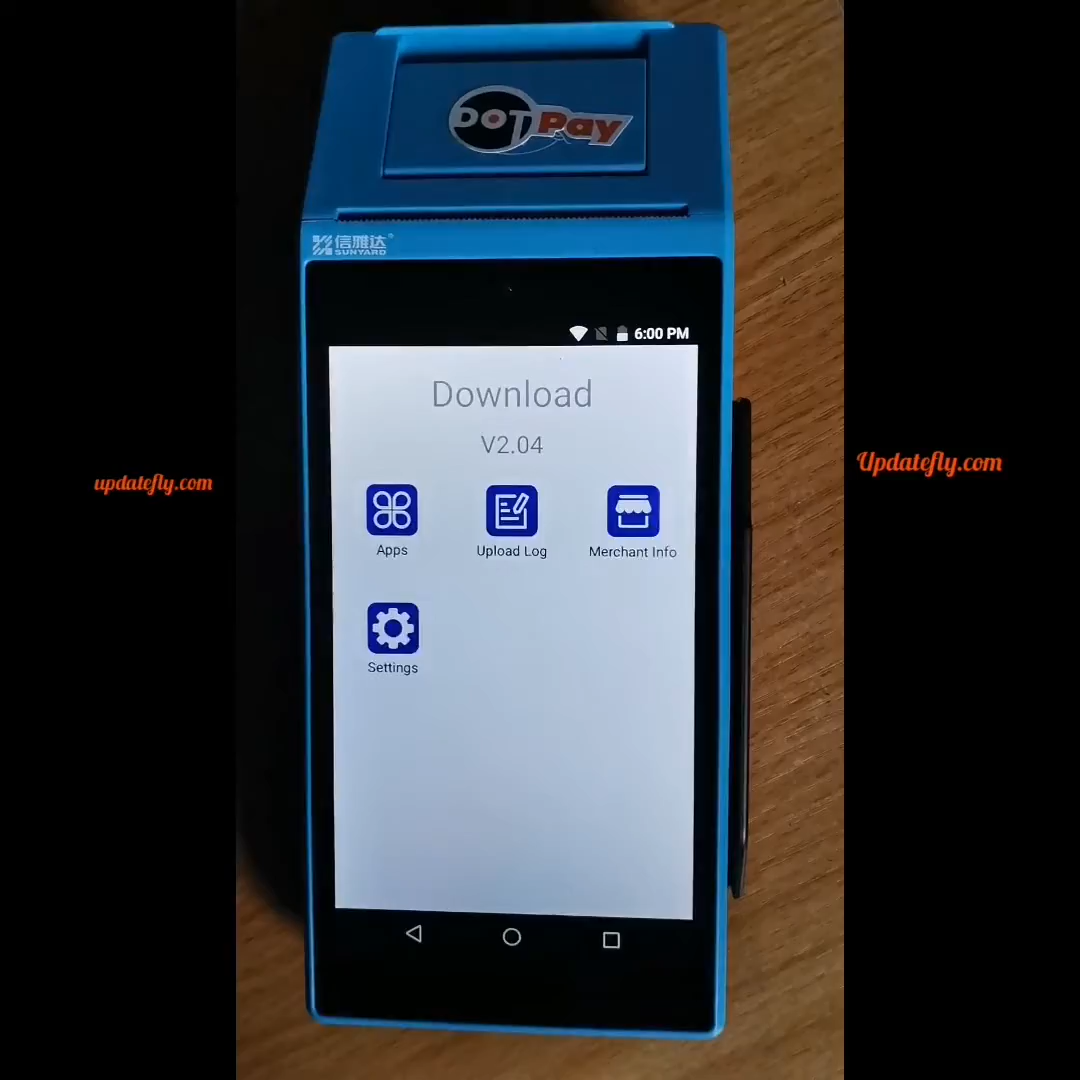 DOTPay
信雅达®
SUNYARD
6:00 PM
Download
V2.04
Apps
Upload Log
Merchant Info
Settings
updatefly.com
Updatefly.com